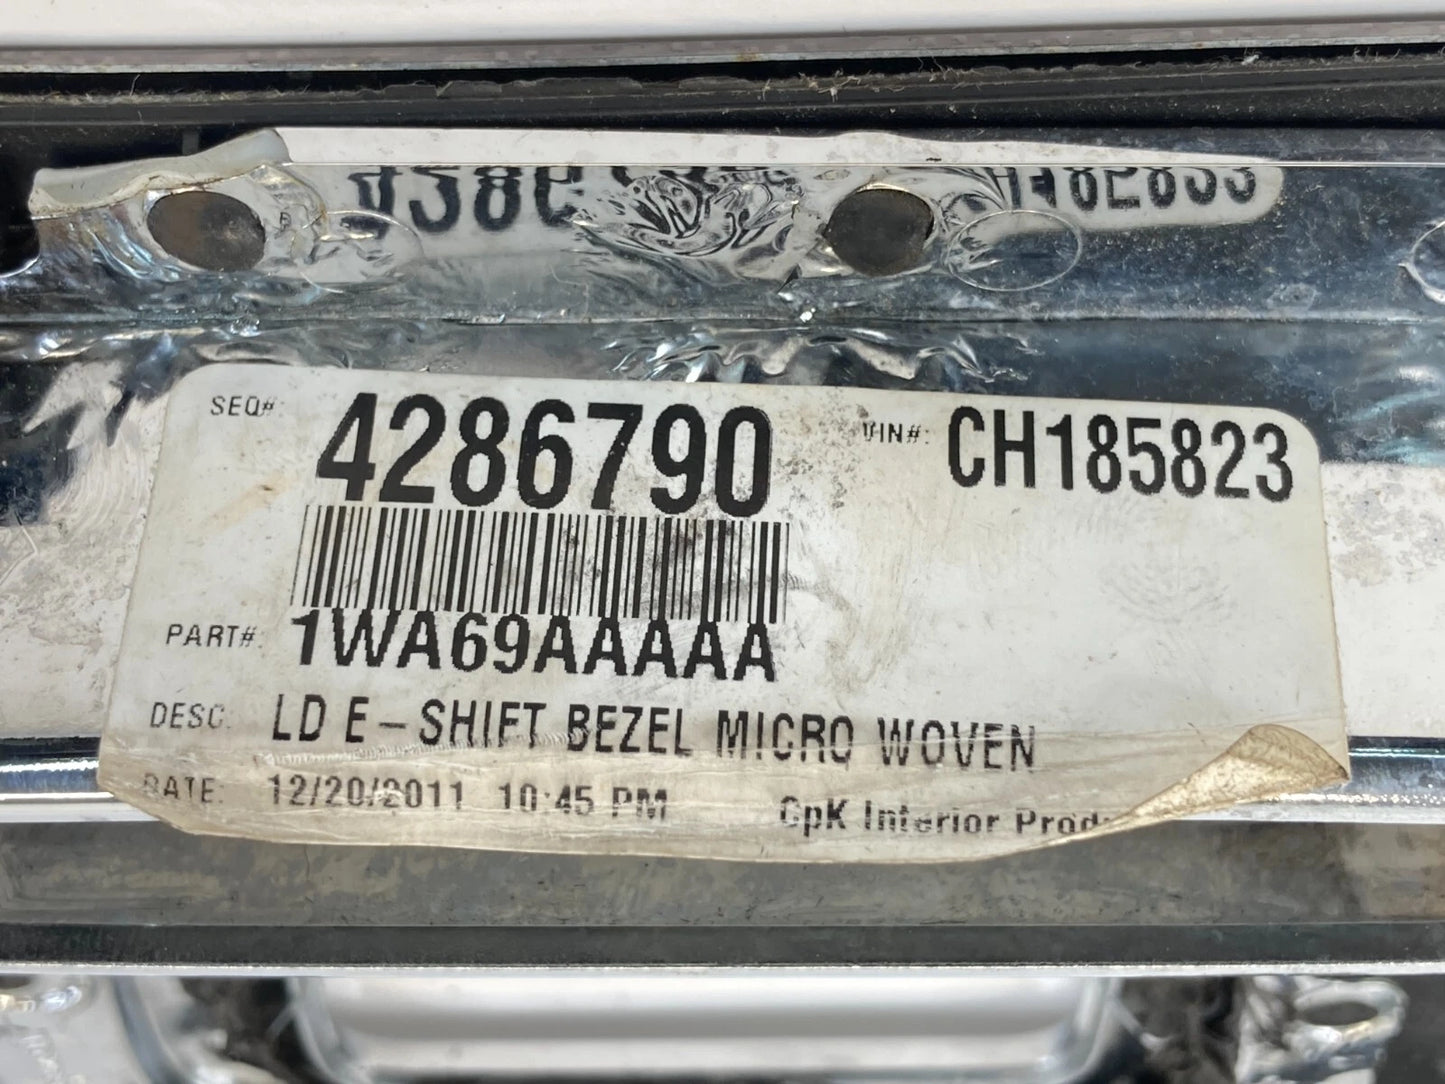 SEQ#: 4286790 VIN#: CH185823
PART#: 1WA69AAAAA
DESC: LD E-SHIFT BEZEL MICRO WOVEN
DATE: 12/20/2011 10:45 PM CpK Interior